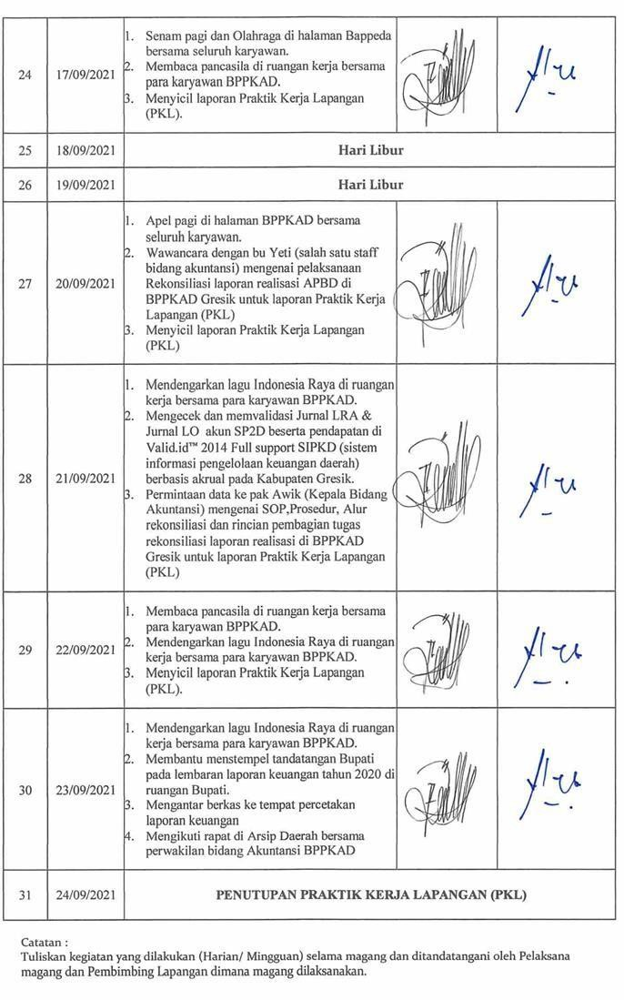 24
17/09/2021
1. Senam pagi dan Olahraga di halaman Bappeda
bersama seluruh karyawan.
2. Membaca pancasila di ruangan kerja bersama
para karyawan BPPKAD.
3. Menyicil laporan Praktik Kerja Lapangan
(PKL).
25
18/09/2021
Hari Libur
26
19/09/2021
Hari Libur
27
20/09/2021
1. Apel pagi di halaman BPPKAD bersama
seluruh karyawan.
2. Wawancara dengan bu Yeti (salah satu staff
bidang akuntansi) mengenai pelaksanaan
Rekonsiliasi laporan realisasi APBD di
BPPKAD Gresik untuk laporan Praktik Kerja
Lapangan (PKL)
3. Menyicil laporan Praktik Kerja Lapangan
(PKL)
28
21/09/2021
1. Mendengarkan lagu Indonesia Raya di ruangan
kerja bersama para karyawan BPPKAD.
2. Mengecek dan memvalidasi Jurnal LRA &
Jurnal LO akun SP2D beserta pendapatan di
Valid.id™ 2014 Full support SIPKD (sistem
informasi pengelolaan keuangan daerah)
berbasis akrual pada Kabupaten Gresik.
3. Permintaan data ke pak Awik (Kepala Bidang
Akuntansi) mengenai SOP,Prosedur, Alur
rekonsiliasi dan rincian pembagian tugas
rekonsiliasi laporan realisasi di BPPKAD
Gresik untuk laporan Praktik Kerja Lapangan
(PKL)
29
22/09/2021
1. Membaca pancasila di ruangan kerja bersama
para karyawan BPPKAD.
2. Mendengarkan lagu Indonesia Raya di ruangan
kerja bersama para karyawan BPPKAD.
3. Menyicil laporan Praktik Kerja Lapangan
(PKL).
30
23/09/2021
1. Mendengarkan lagu Indonesia Raya di ruangan
kerja bersama para karyawan BPPKAD.
2. Membantu menstempel tandatangan Bupati
pada lembaran laporan keuangan tahun 2020 di
ruangan Bupati.
3. Mengantar berkas ke tempat percetakan
laporan keuangan
4. Mengikuti rapat di Arsip Daerah bersama
perwakilan bidang Akuntansi BPPKAD
31
24/09/2021
PENUTUPAN PRAKTIK KERJA LAPANGAN (PKL)
Catatan :
Tuliskan kegiatan yang dilakukan (Harian/ Mingguan) selama magang dan ditandatangani oleh Pelaksana
magang dan Pembimbing Lapangan dimana magang dilaksanakan.